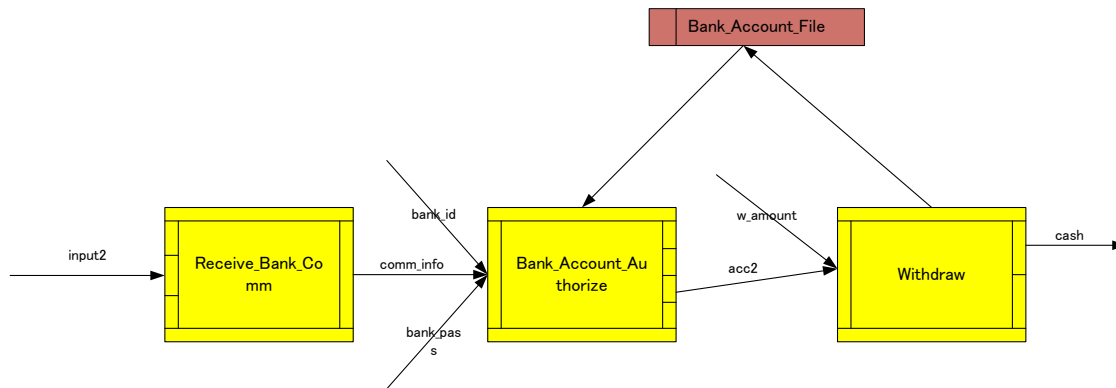 Bank_Account_File
bank_id
w_amount
input2
Receive_Bank_Co
mm
comm_info
Bank_Account_Au
thorize
acc2
Withdraw
cash
bank_pas
s